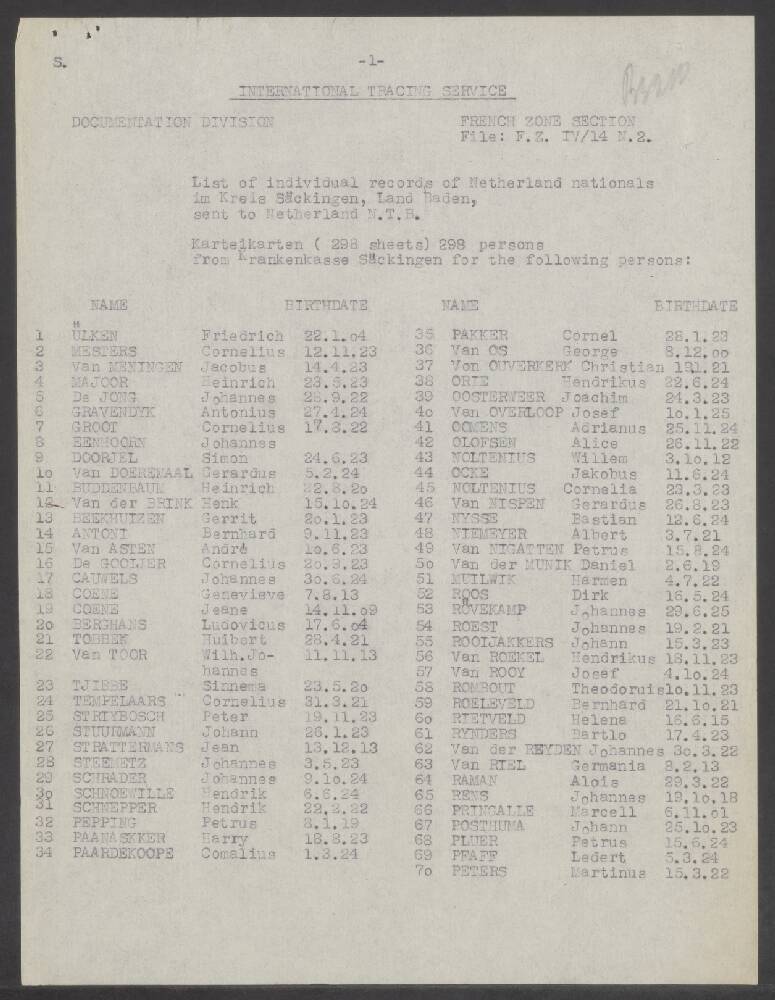 S.
-1-
INTERNATIONAL TRACING SERVICE
DOCUMENTATION DIVISION
FRENCH ZONE SECTION
File: F.Z. IV/14 N.2.
List of individual records of Netherland nationals
im Kreis Säckingen, Land Baden,
sent to Netherland N.T.B.
Karteikarten ( 298 sheets) 298 persons
from Krankenkasse Säckingen for the following persons:
NAME BIRTHDATE
1 ÜLKEN Friedrich 22.1.o4
2 MESTERS Cornelius 12.11.23
3 Van MENINGEN Jacobus 14.4.23
4 MAJOOR Heinrich 23.5.23
5 De JONG Johannes 28.9.22
6 GRAVENDYK Antonius 27.4.24
7 GROOT Cornelius 17.3.22
8 EENHOORN Johannes
9 DOORJEL Simon 24.6.23
1o Van DOEREMAAL Gerardus 5.2.24
11 BUDDENBAUM Heinrich 22.8.2o
12 Van der BRINK Henk 15.1o.24
13 BEEKHUIZEN Gerrit 2o.1.23
14 ANTONI Bernhard 9.11.23
15 Van ASTEN André 1o.6.23
16 De GOOIJER Cornelius 2o.9.23
17 CAUWELS Johannes 3o.6.24
18 COENE Genevieve 7.8.13
19 COENE Jeane 14.11.o9
2o BERGHANS Ludovicus 17.6.o4
21 TOBBEK Huibert 28.4.21
22 Van TOOR Wilh.Jo- 11.11.13
hannes
23 TJIBBE Sinnema 23.5.2o
24 TEMPELAARS Cornelius 31.3.21
25 STRIYBOSCH Peter 19.11.23
26 STUURMANN Johann 26.1.23
27 STRATTERMANS Jean 13.12.13
28 STEEMETZ Johannes 3.5.23
29 SCHRADER Johannes 9.1o.24
3o SCHNOEWILLE Hendrik 6.6.24
31 SCHNEPPER Hendrik 22.2.22
32 PEPPING Petrus 8.1.19
33 PAANASKKER Harry 18.8.23
34 PAARDEKOOPE Comalius 1.3.24
NAME BIRTHDATE
35 PAKKER Cornel 28.1.23
36 Van OS George 8.12.oo
37 Von OUVERKERK Christian 191.21
38 ORIE Hendrikus 22.6.24
39 OOSTERVEER Joachim 24.3.23
4o Van OVERLOOP Josef 1o.1.25
41 OOMENS Adrianus 25.11.24
42 OLOFSEN Alice 26.11.22
43 NOLTENIUS Willem 3.1o.12
44 OCKE Jakobus 11.6.24
45 NOLTENIUS Cornelia 23.3.23
46 Van NISPEN Gerardus 26.8.23
47 NYSSE Bastian 12.6.24
48 NIEMEYER Albert 3.7.21
49 Van NIGATTEN Petrus 15.8.24
5o Van der MUNIK Daniel 2.6.19
51 MUILWIK Harmen 4.7.22
52 ROOS Dirk 16.5.24
53 RÖVEKAMP Johannes 29.6.25
54 ROEST Johannes 19.2.21
55 ROOIJAKKERS Johann 15.3.23
56 Van ROEKEL Hendrikus 18.11.23
57 Van ROOY Josef 4.1o.24
58 ROMBOUT Theodoruis1o.11.23
59 ROELEVELD Bernhard 21.1o.21
6o RIETVELD Helena 16.6.15
61 RYNDERS Bartlo 17.4.23
62 Van der REYDEN Johannes 3o.3.22
63 Van RIEL Germania 8.2.13
64 RAMAN Alois 29.3.22
65 RENS Johannes 19.1o.18
66 PRINGALLE Marcell 6.11.o1
67 POSTHUMA Johann 25.1o.23
68 PLUER Petrus 15.6.24
69 PFAFF Ledert 5.3.24
7o PETERS Martinus 15.3.22